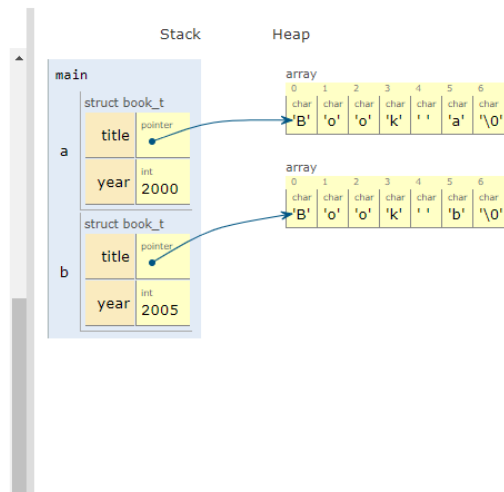 Stack Heap
main
array
0 1 2 3 4 5 6
char char char char char char char
'B' 'o' 'o' 'k' ' ' 'a' '\0'
struct book_t
a
title
pointer
year
int
2000
array
0 1 2 3 4 5 6
char char char char char char char
'B' 'o' 'o' 'k' ' ' 'b' '\0'
struct book_t
b
title
pointer
year
int
2005